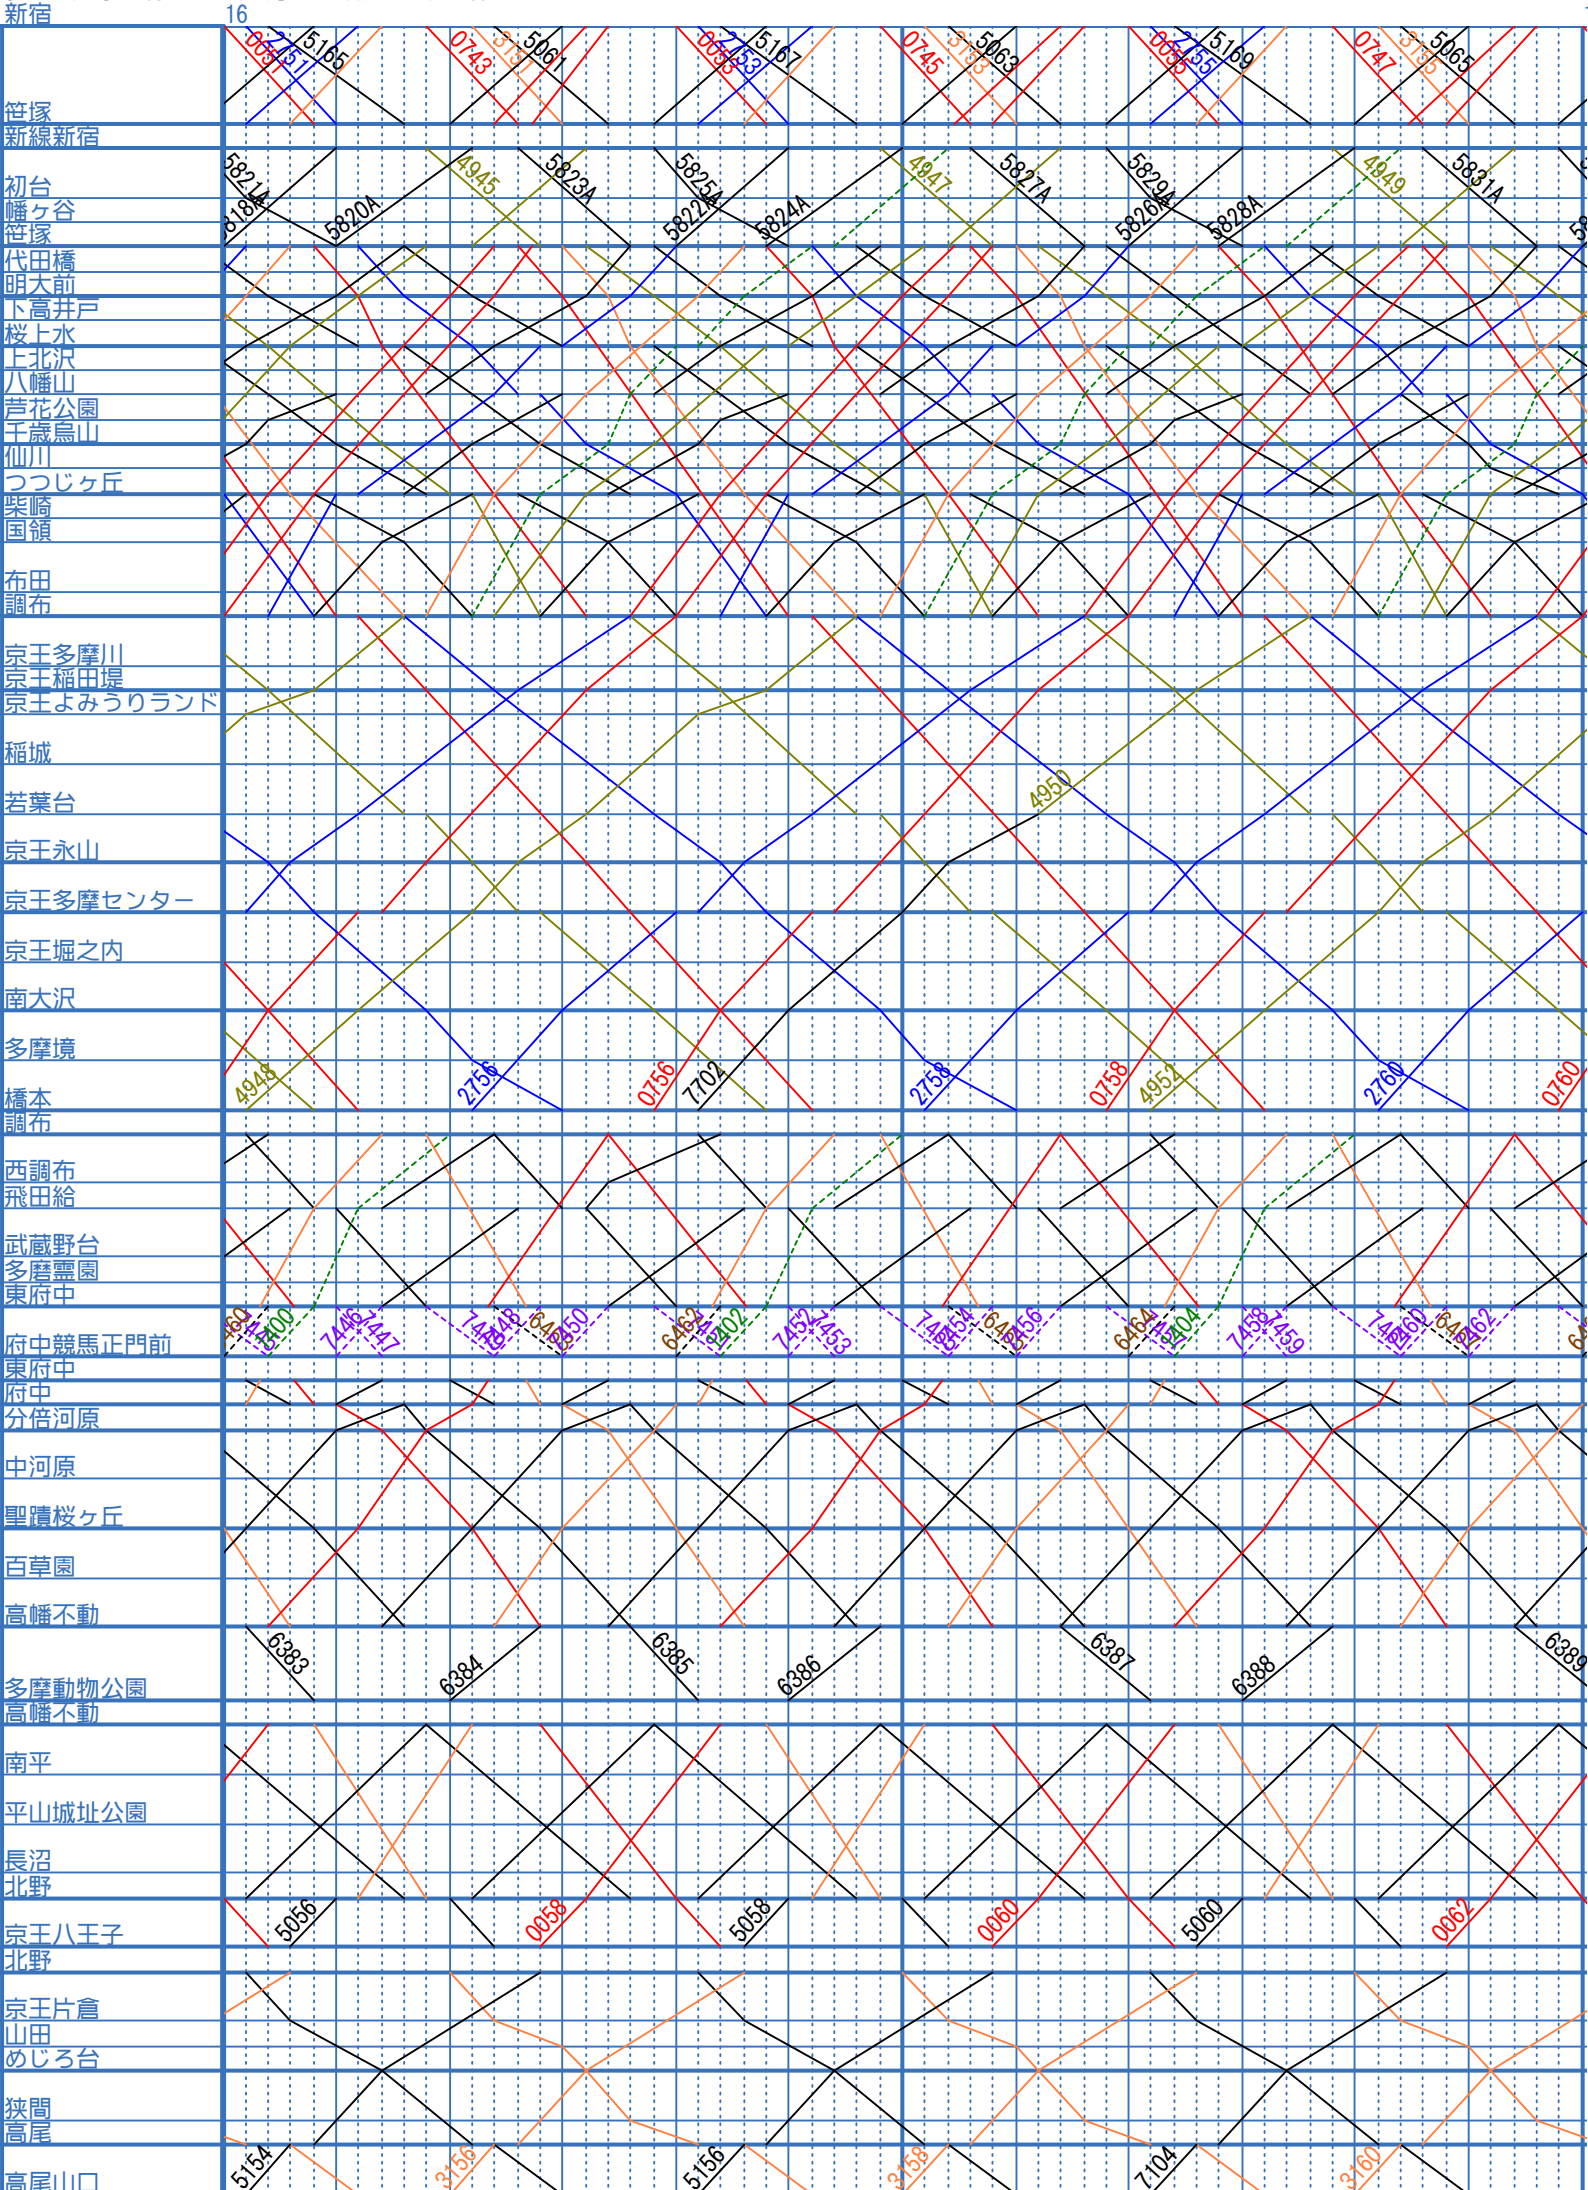 新宿 16
0051 2751 5165 0743 3751 5061 0053 2753 5167 0745 3753 5063 0055 2755 5169 0747 3755 5065
笹塚
新線新宿
5821A 4945 5823A 5825A 4947 5827A 5829A 4949 5831A
初台
幡ヶ谷
5820A 5822A 5824A 5826A 5828A
笹塚
代田橋
明大前
下高井戸
桜上水
上北沢
八幡山
芦花公園
千歳烏山
仙川
つつじヶ丘
柴崎
国領
布田
調布
京王多摩川
京王稲田堤
京王よみうりランド
稲城
若葉台
4950
京王永山
京王多摩センター
京王堀之内
南大沢
多摩境
橋本
4948 2756 0756 7702 2758 0758 4952 2760 0760
調布
西調布
飛田給
武蔵野台
多磨霊園
東府中
府中競馬正門前
7446 7447 6462 7452 7453 6464 7458 7459 7462
東府中
府中
分倍河原
中河原
聖蹟桜ヶ丘
百草園
高幡不動
6383 6384 6385 6386 6387 6388 6389
多摩動物公園
高幡不動
南平
平山城址公園
長沼
北野
5056 0058 5058 0060 5060 0062
京王八王子
北野
京王片倉
山田
めじろ台
狭間
高尾
5154 3156 5156 3158 7104 3160
高尾山口